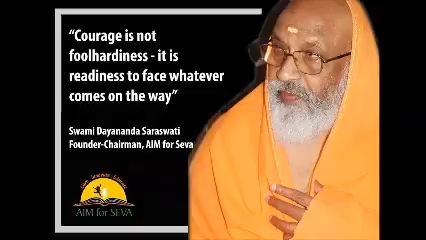 “Courage is not
foolhardiness - it is
readiness to face whatever
comes on the way”
Swami Dayananda Saraswati
Founder-Chairman, AIM for Seva
AIM for SEVA